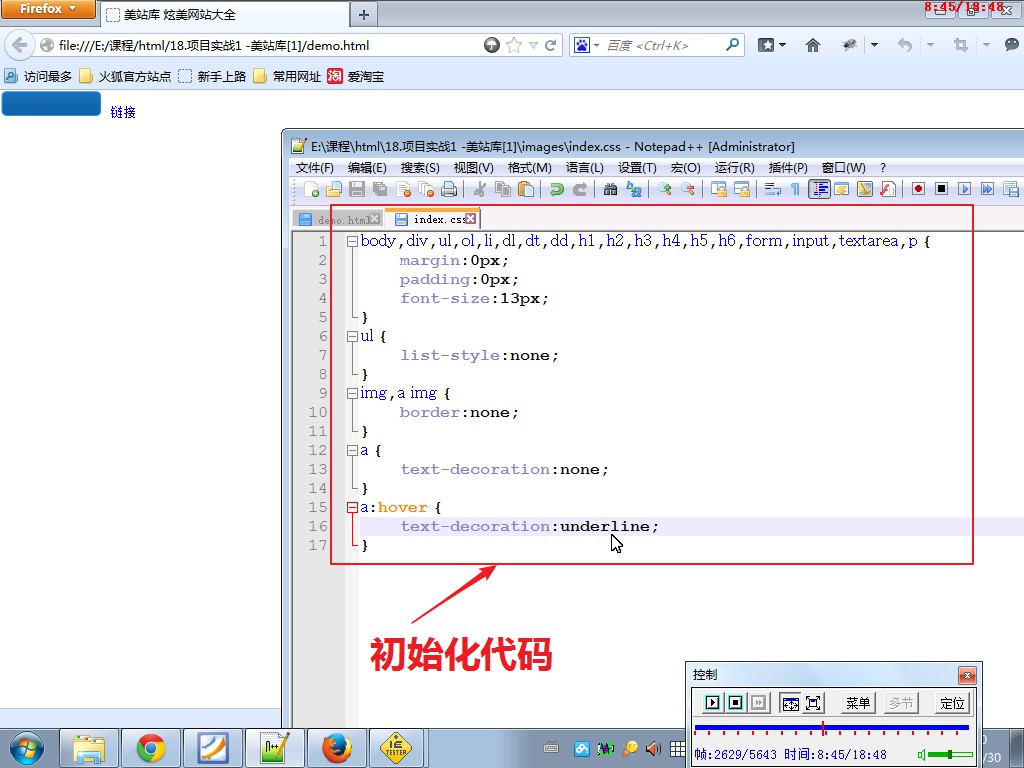 Firefox
美站库 炫美网站大全
8:45/18:48
file:///E:/课程/html/18.项目实战1 -美站库[1]/demo.html
百度 <Ctrl+K>
访问最多 火狐官方站点 新手上路 常用网址 淘 爱淘宝
链接
E:\课程\html\18.项目实战1 -美站库[1]\images\index.css - Notepad++ [Administrator]
文件(F) 编辑(E) 搜索(S) 视图(V) 格式(M) 语言(L) 设置(T) 宏(O) 运行(R) 插件(P) 窗口(W) ?
demo.html index.css
1 body,div,ul,ol,li,dl,dt,dd,h1,h2,h3,h4,h5,h6,form,input,textarea,p {
2 margin:0px;
3 padding:0px;
4 font-size:13px;
5 }
6 ul {
7 list-style:none;
8 }
9 img,a img {
10 border:none;
11 }
12 a {
13 text-decoration:none;
14 }
15 a:hover {
16 text-decoration:underline;
17 }
初始化代码
控制
菜单 多节 定位
帧:2629/5643 时间:8:45/18:48
IE
TESTER
/30